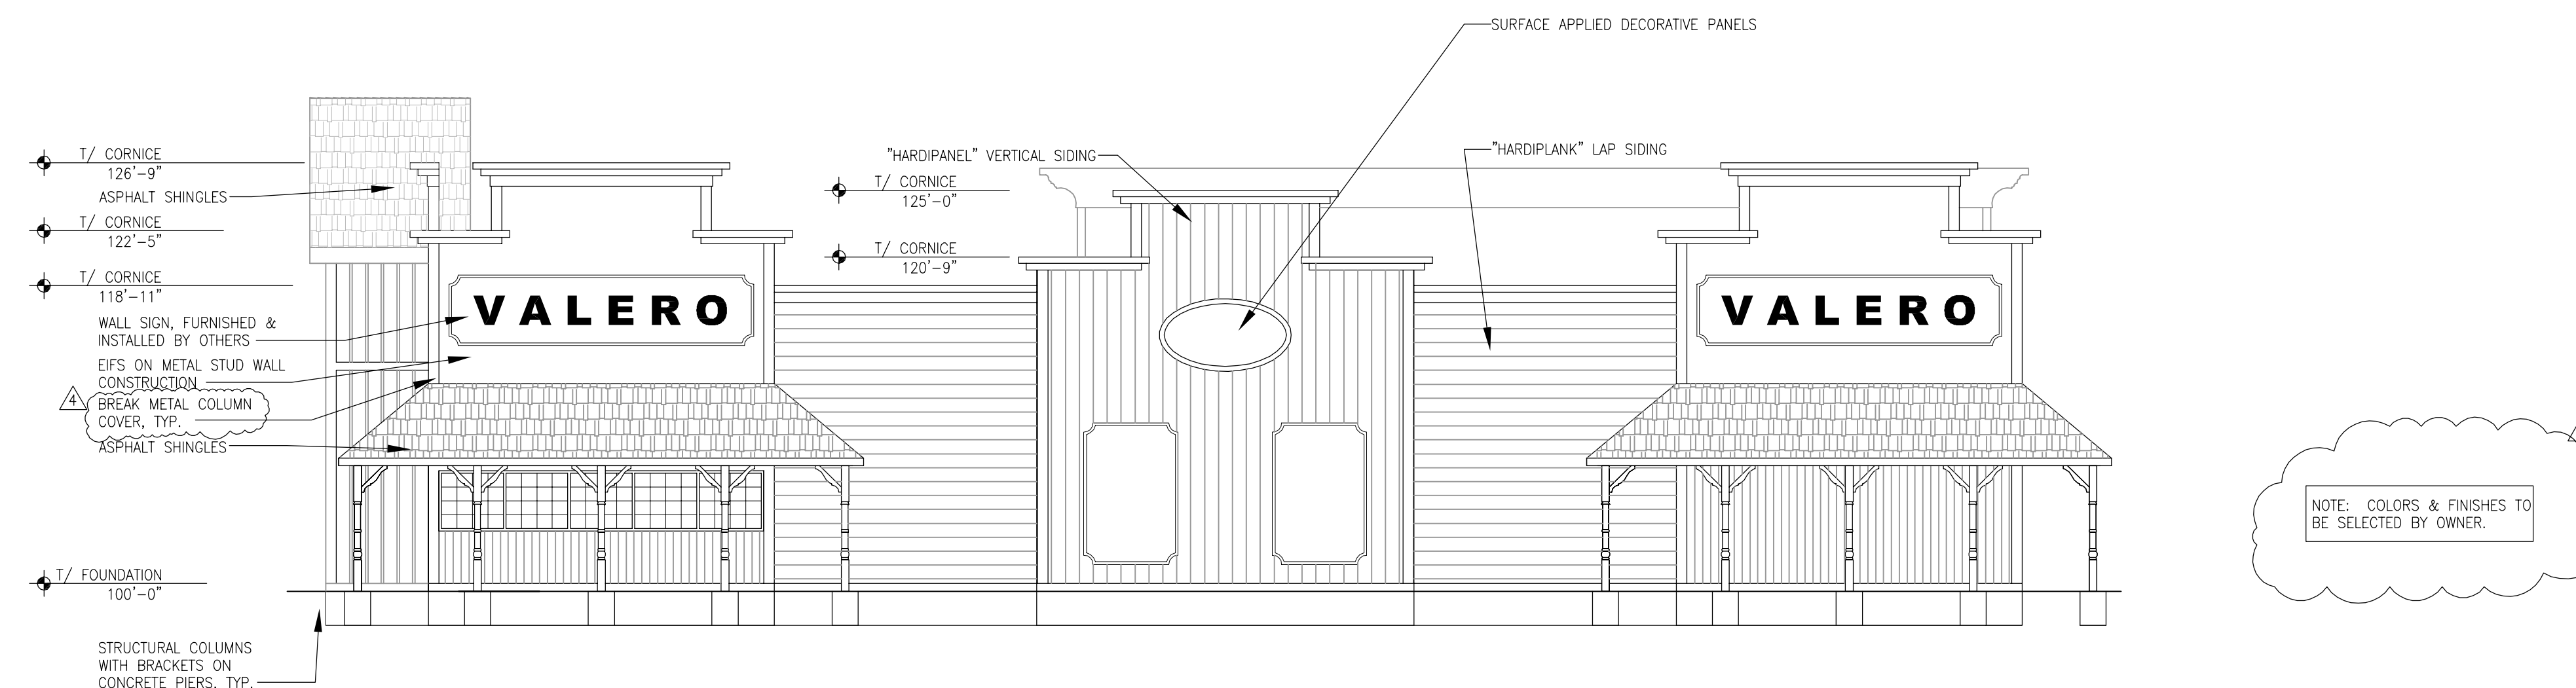 SURFACE APPLIED DECORATIVE PANELS
T/ CORNICE
126'-9"
ASPHALT SHINGLES
T/ CORNICE
122'-5"
T/ CORNICE
118'-11"
WALL SIGN, FURNISHED &
INSTALLED BY OTHERS
EIFS ON METAL STUD WALL
CONSTRUCTION
4
BREAK METAL COLUMN
COVER, TYP.
ASPHALT SHINGLES
T/ FOUNDATION
100'-0"
STRUCTURAL COLUMNS
WITH BRACKETS ON
CONCRETE PIERS, TYP.
VALERO
"HARDIPANEL" VERTICAL SIDING
T/ CORNICE
125'-0"
T/ CORNICE
120'-9"
"HARDIPLANK" LAP SIDING
VALERO
NOTE: COLORS & FINISHES TO
BE SELECTED BY OWNER.